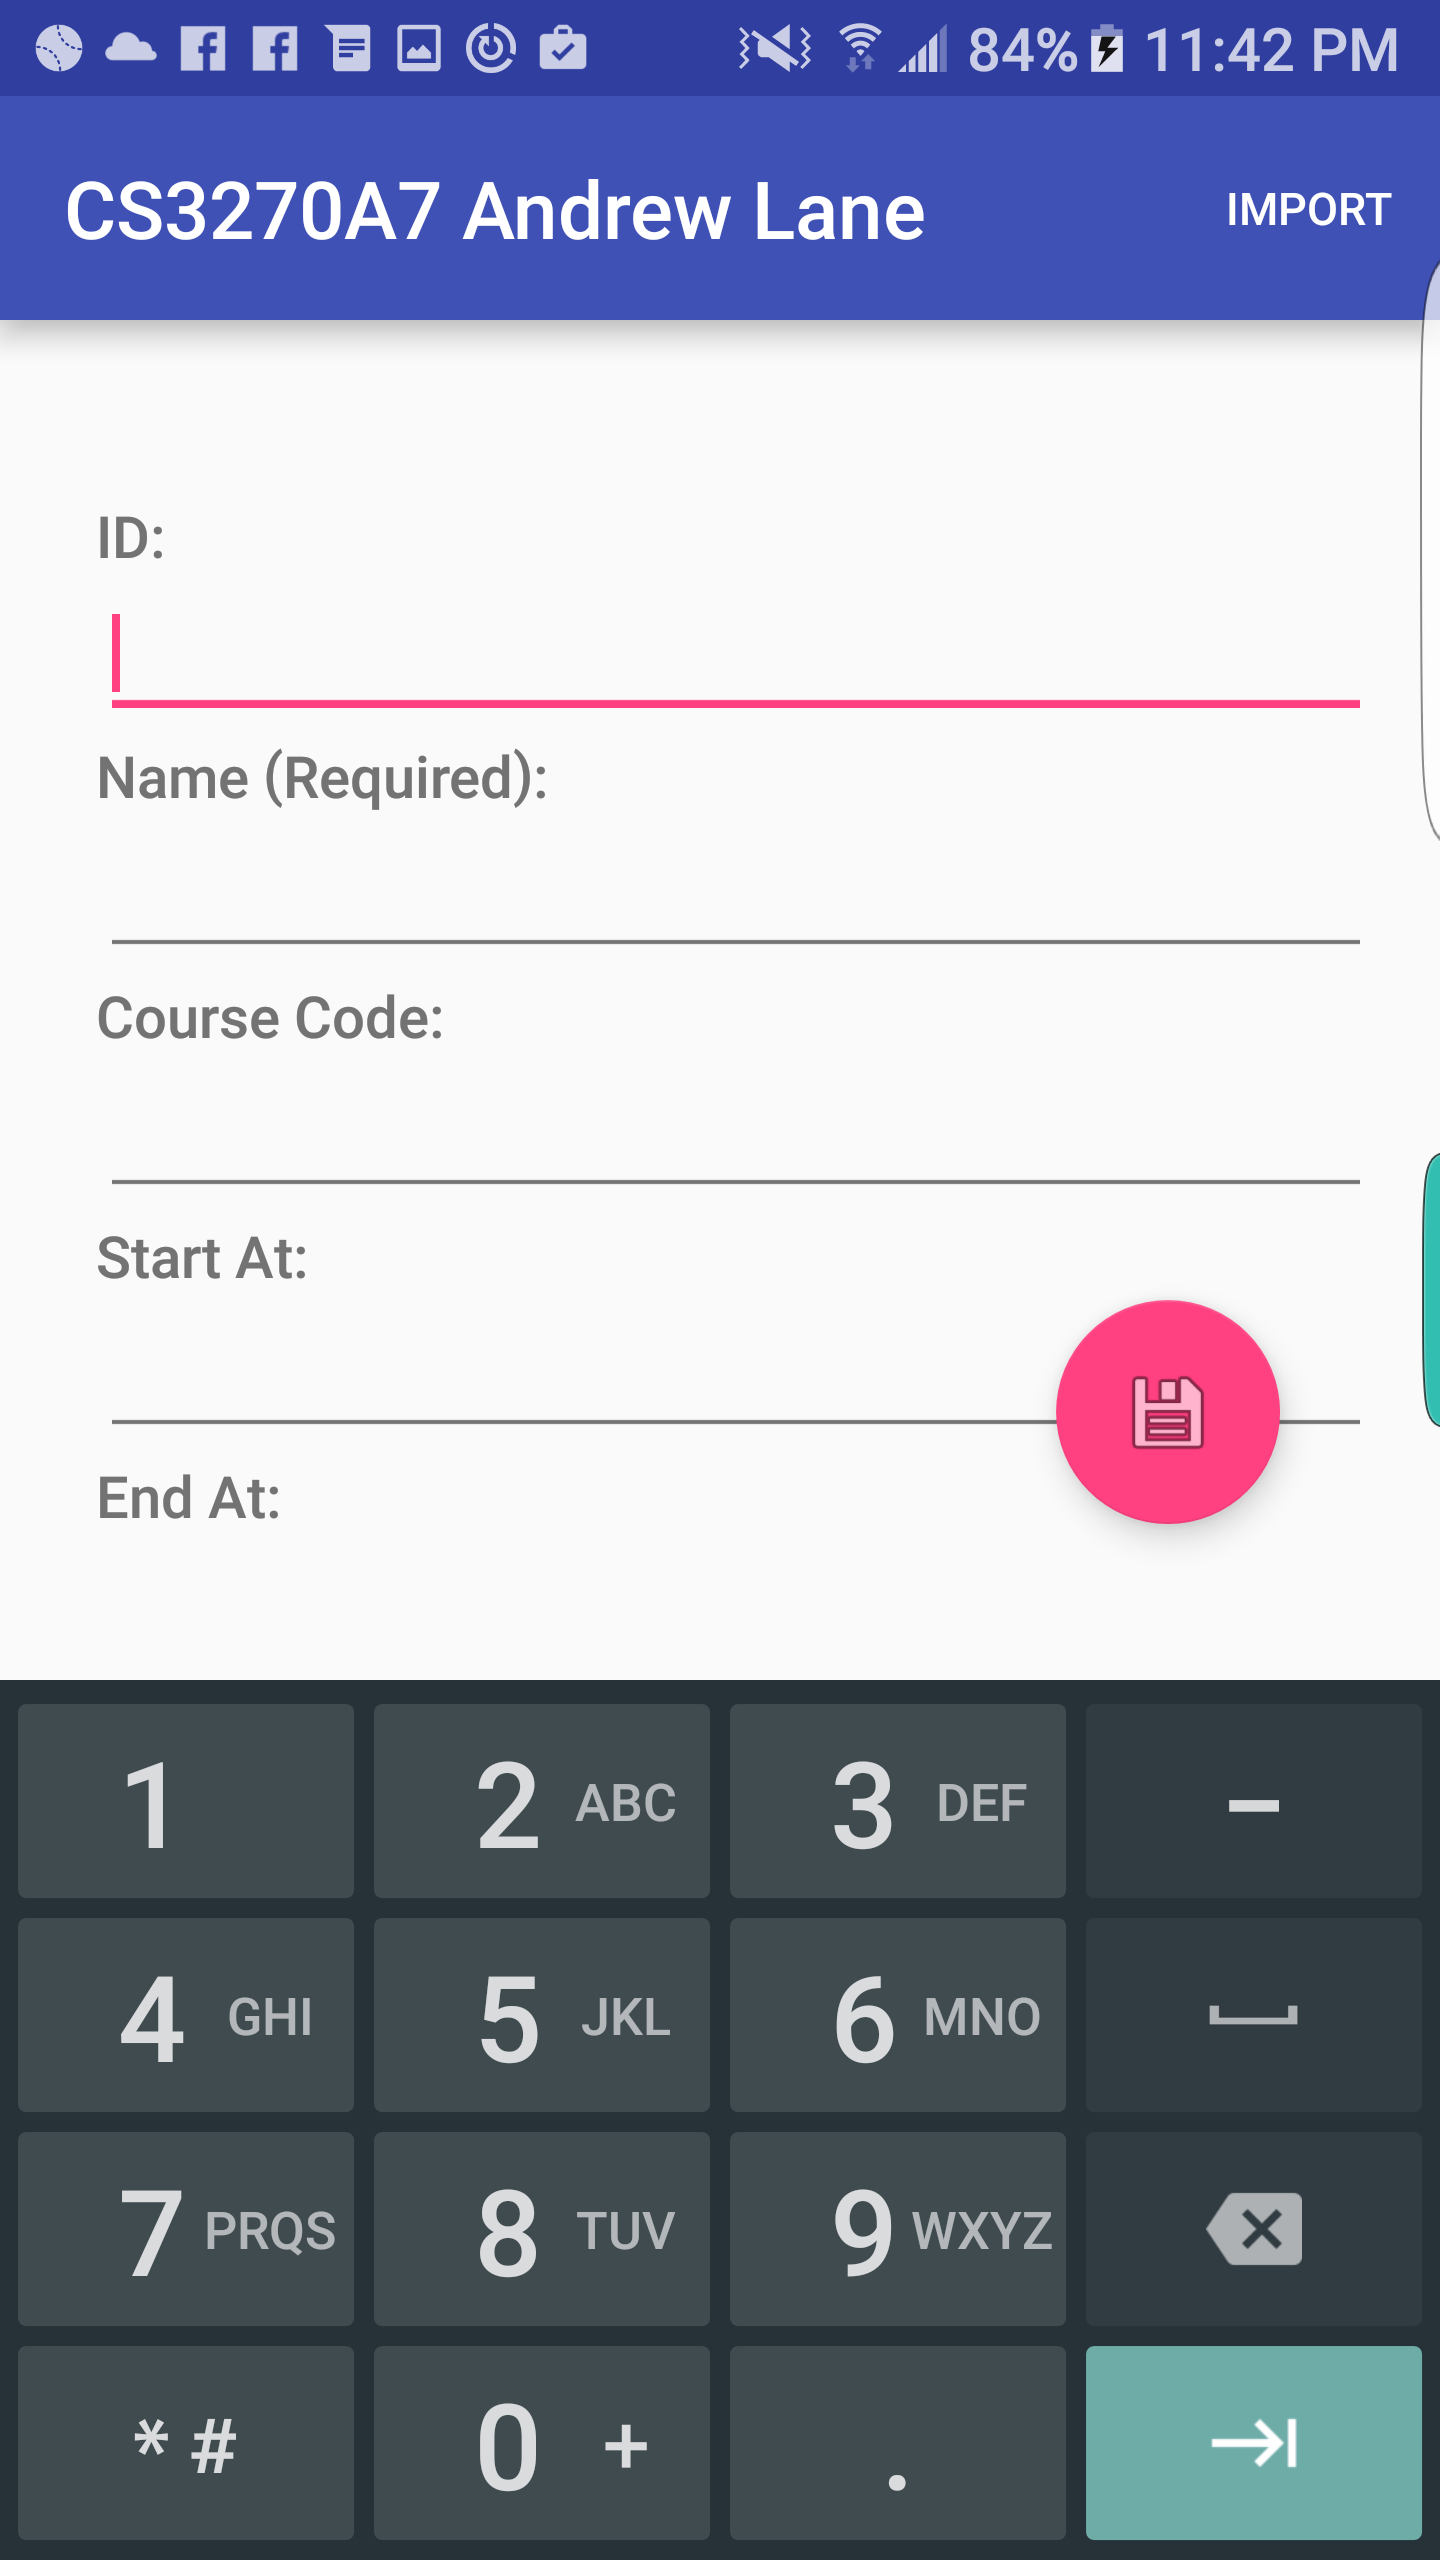 84% 11:42 PM
CS3270A7 Andrew Lane IMPORT
ID:
Name (Required):
Course Code:
Start At:
End At:
1 2 ABC 3 DEF –
4 GHI 5 JKL 6 MNO
7 PRQS 8 TUV 9 WXYZ
* # 0 + .